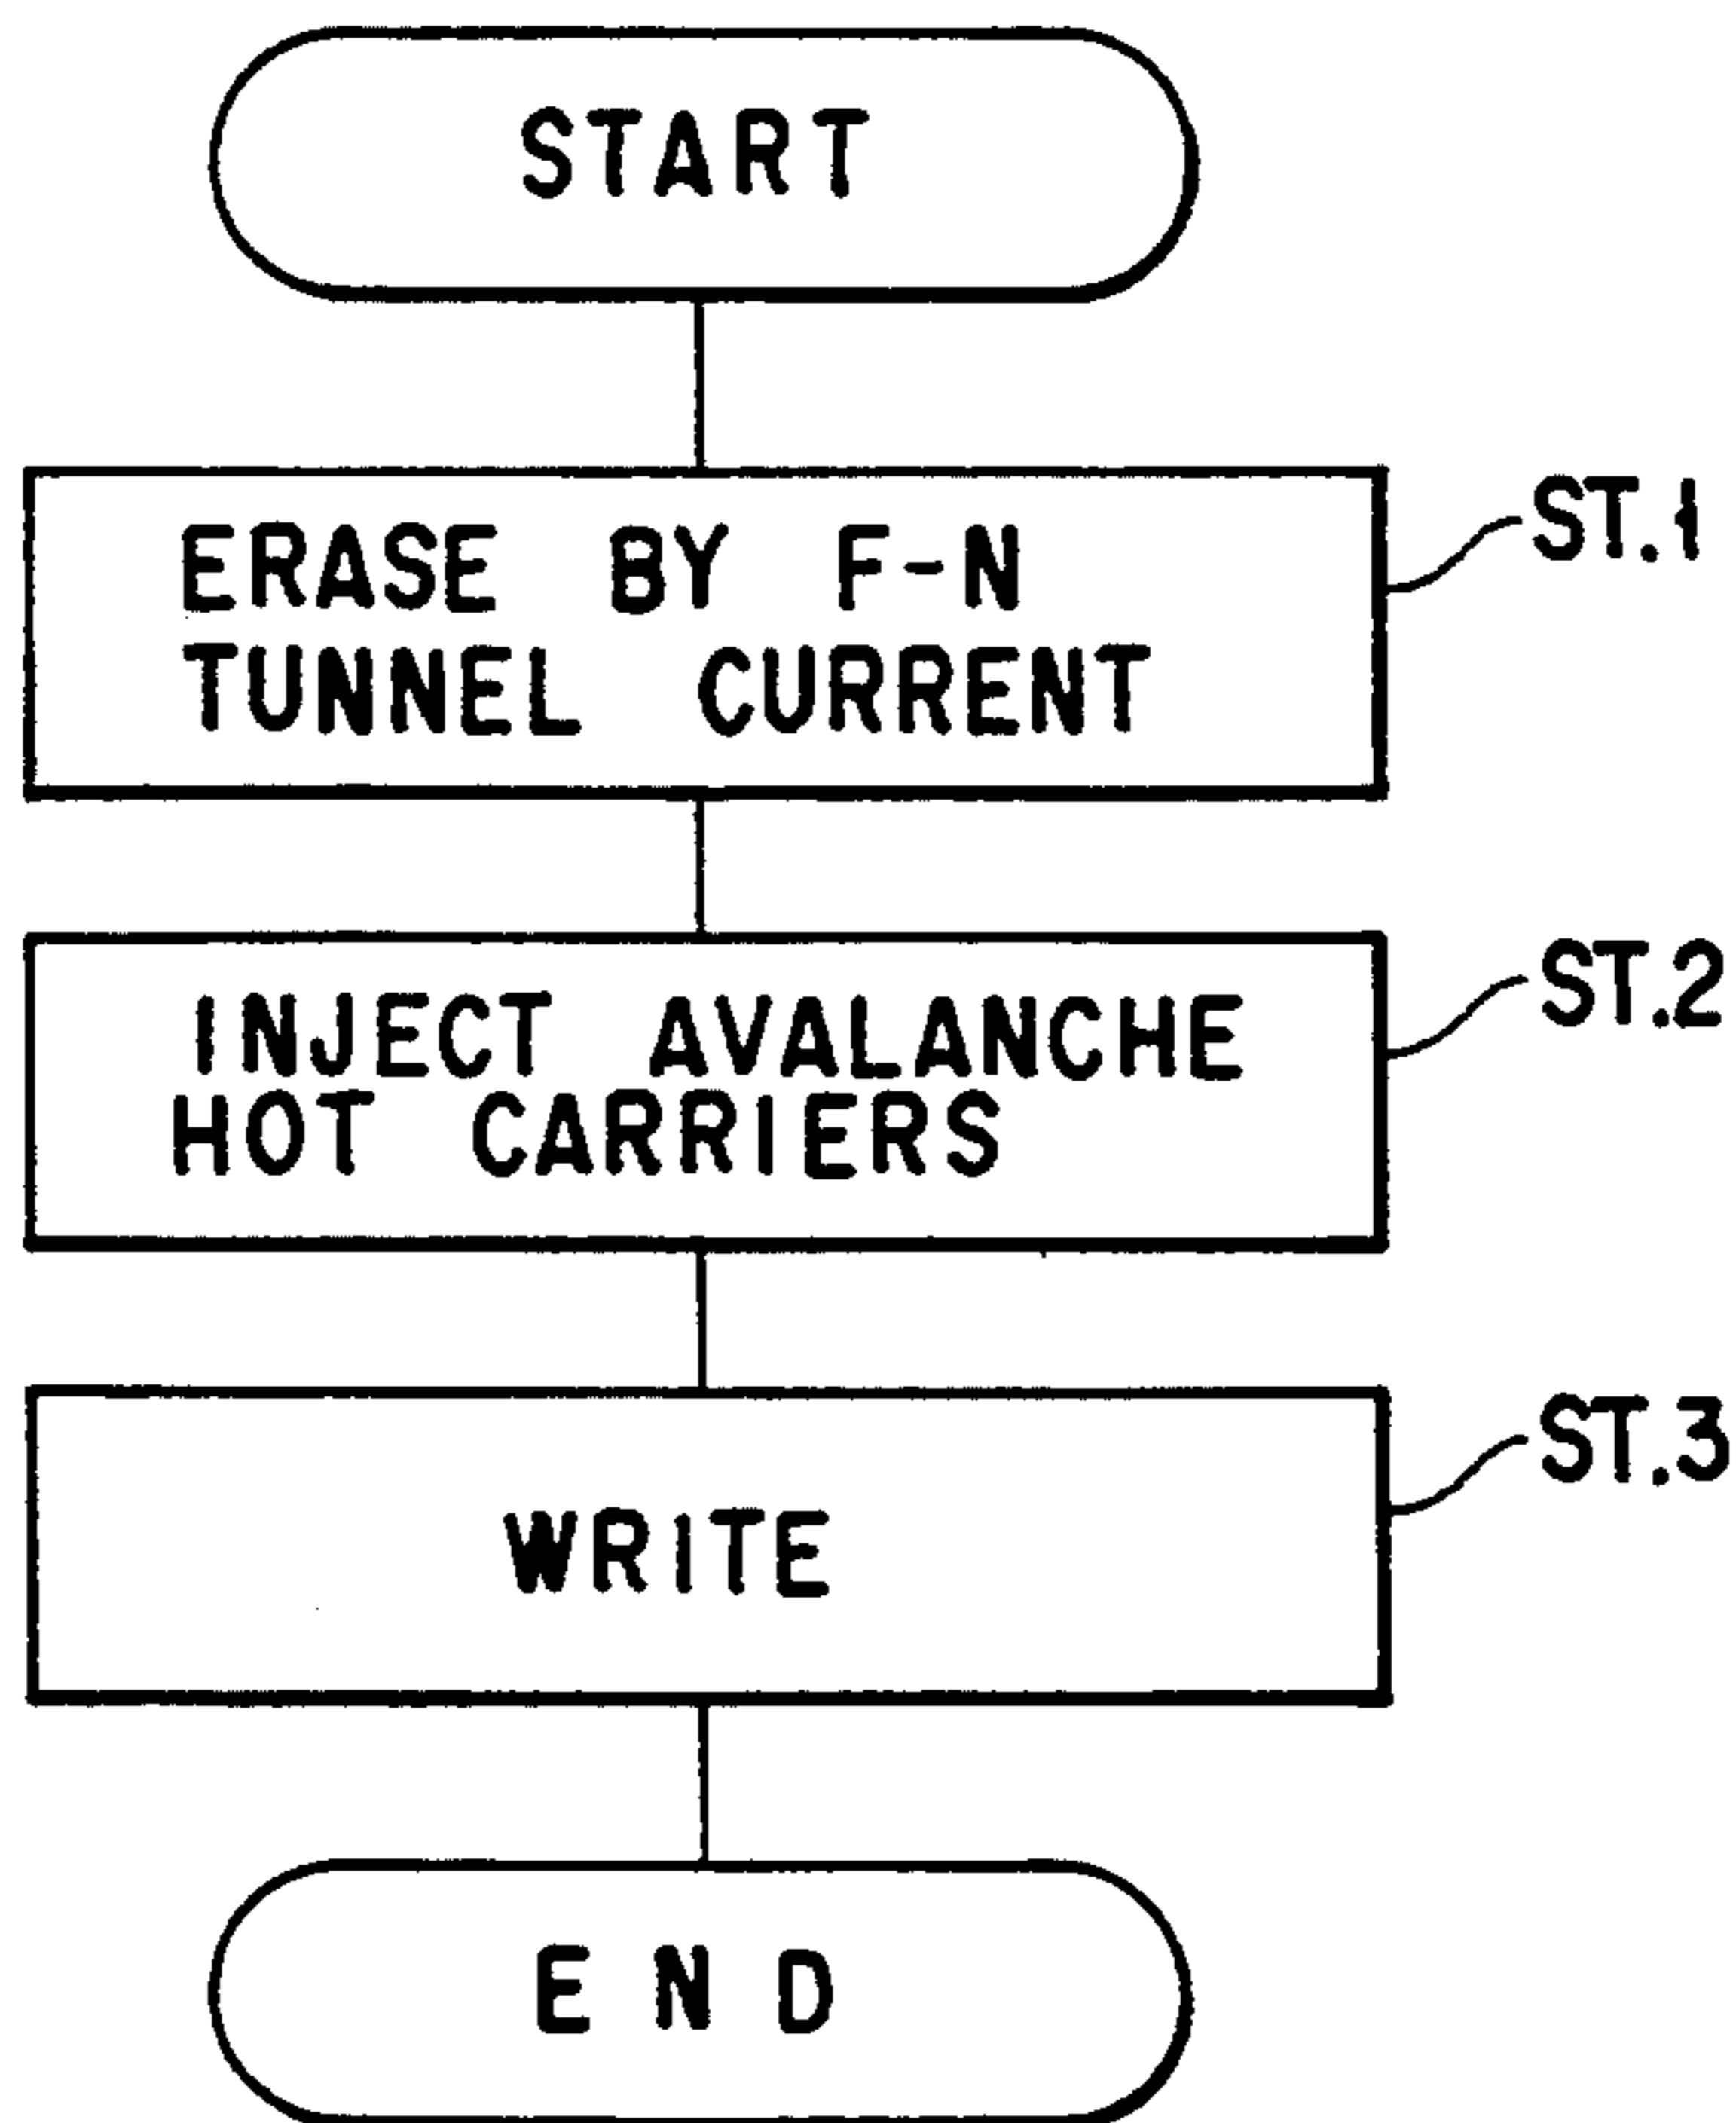 START
ERASE BY F-N
TUNNEL CURRENT
ST.1
INJECT AVALANCHE
HOT CARRIERS
ST.2
WRITE
ST.3
END